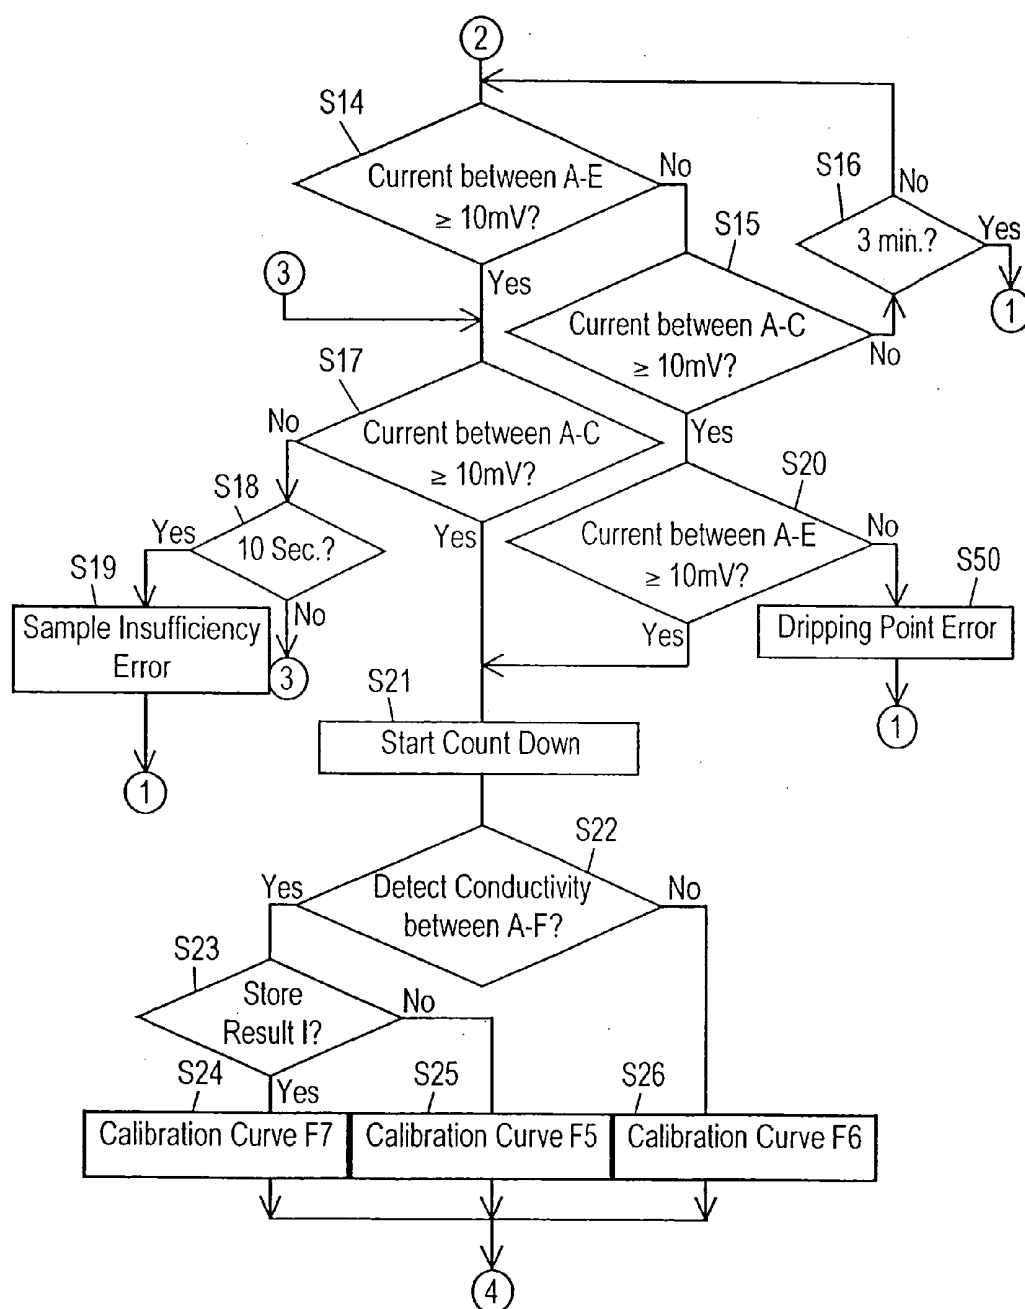 2
S14
Current between A-E
≥ 10mV?
No
Yes
S16
3 min.?
No
Yes
1
3
S15
Current between A-C
≥ 10mV?
No
Yes
S17
Current between A-C
≥ 10mV?
No
Yes
S18
10 Sec.?
Yes
No
3
S19
Sample Insufficiency
Error
1
S20
Current between A-E
≥ 10mV?
No
Yes
S50
Dripping Point Error
1
S21
Start Count Down
S22
Detect Conductivity
between A-F?
Yes
No
S23
Store
Result I?
No
Yes
S24
Calibration Curve F7
S25
Calibration Curve F5
S26
Calibration Curve F6
4